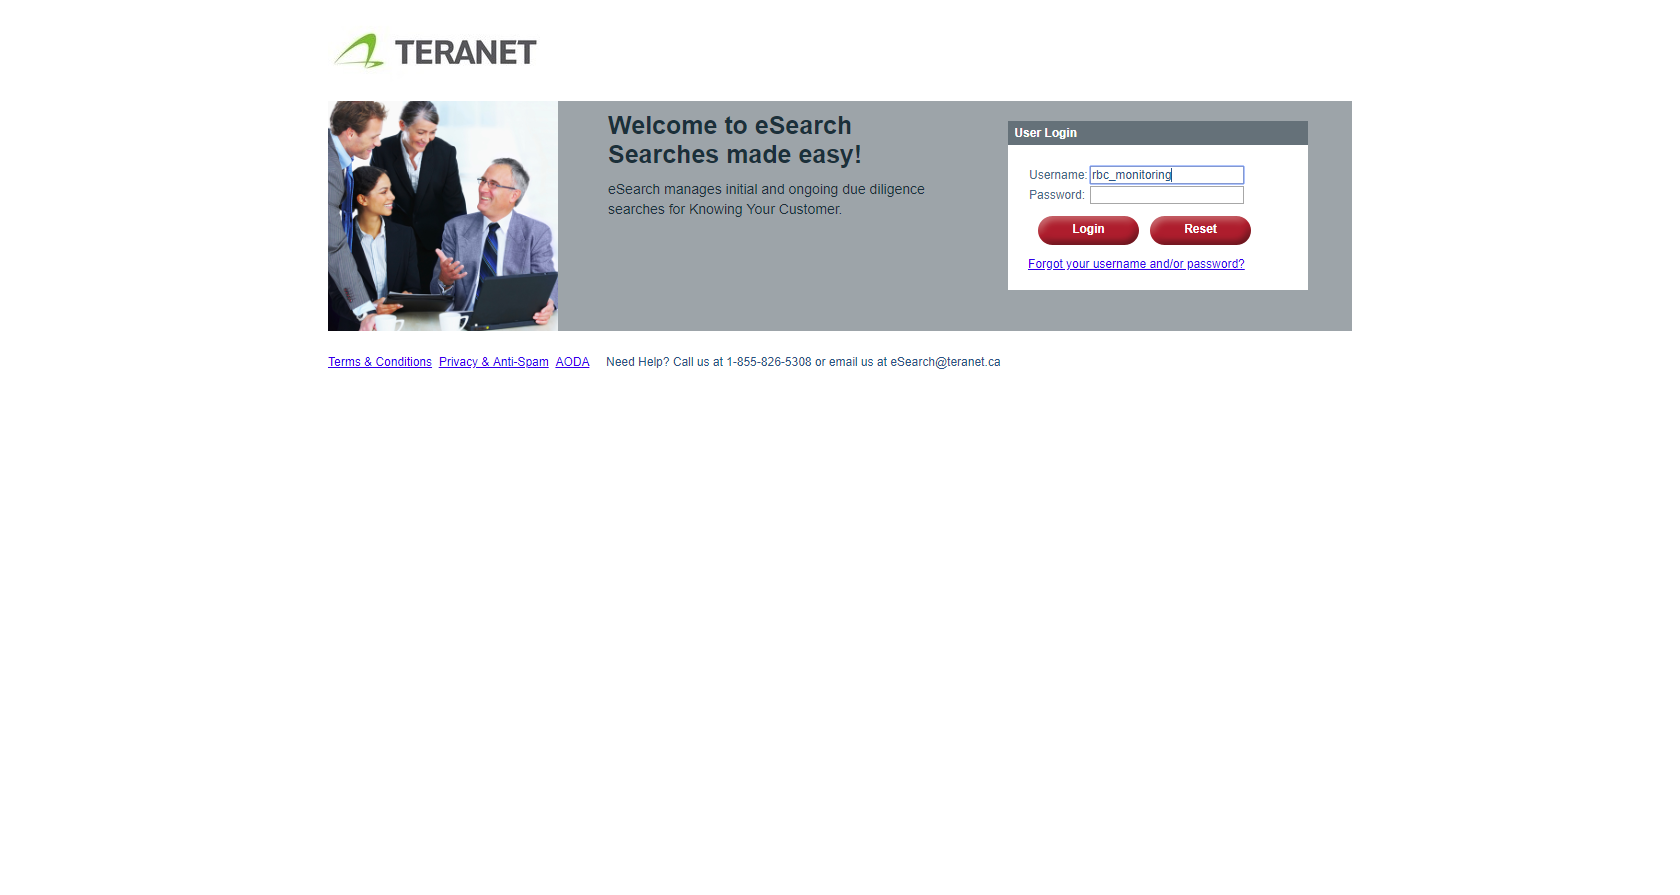 TERANET
Welcome to eSearch
Searches made easy!
eSearch manages initial and ongoing due diligence
searches for Knowing Your Customer.
User Login
Username: rbc_monitoring
Password:
Login Reset
Forgot your username and/or password?
Terms & Conditions Privacy & Anti-Spam AODA Need Help? Call us at 1-855-826-5308 or email us at eSearch@teranet.ca